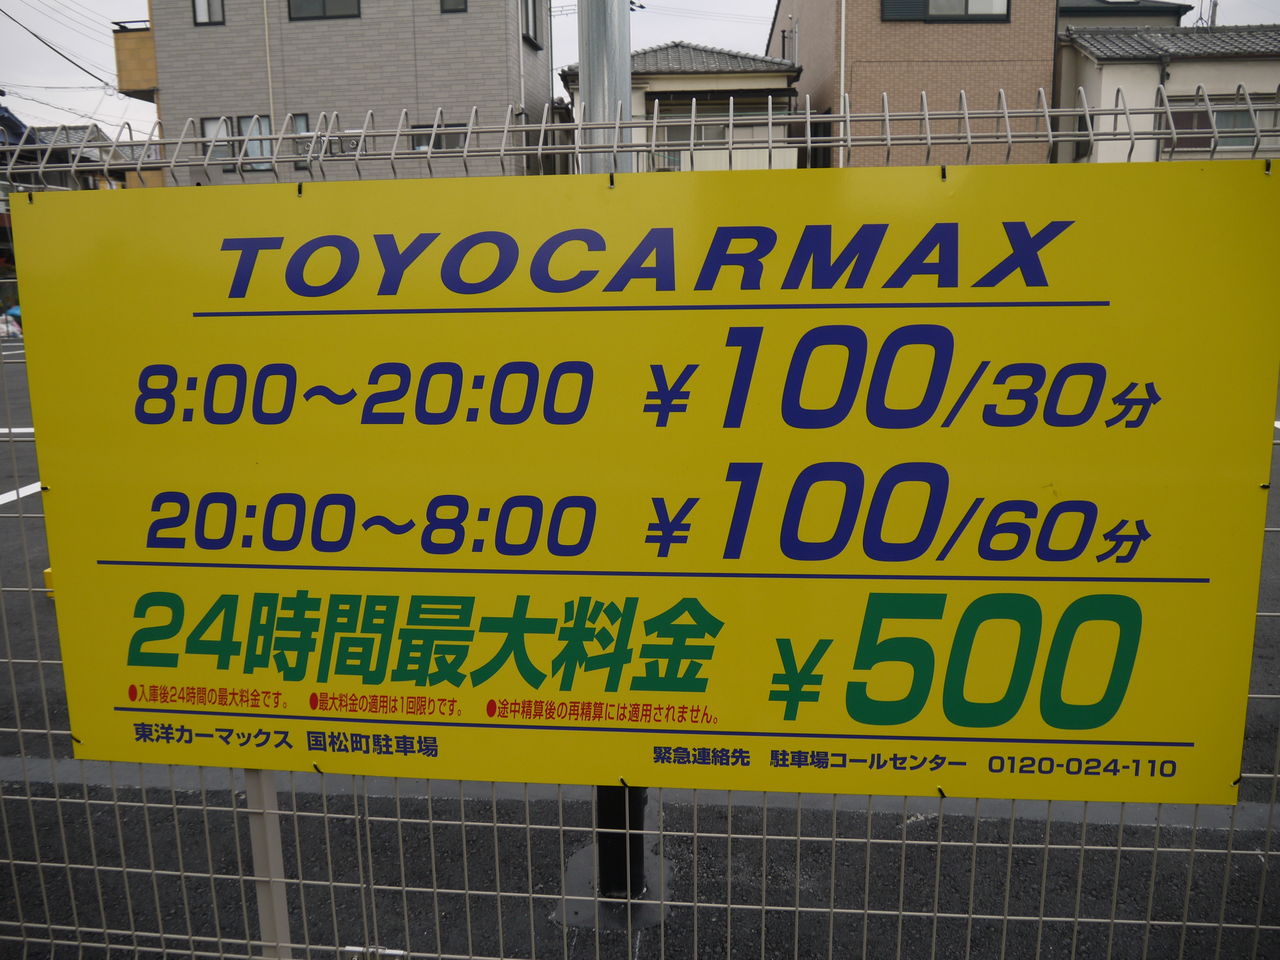 TOYOCARMAX
8:00～20:00 ￥100/30分
20:00～8:00 ￥100/60分
24時間最大料金 ￥500
●入庫後24時間の最大料金です。 ●最大料金の適用は1回限りです。 ●途中精算後の再精算には適用されません。
東洋カーマックス 国松町駐車場 緊急連絡先 駐車場コールセンター 0120-024-110